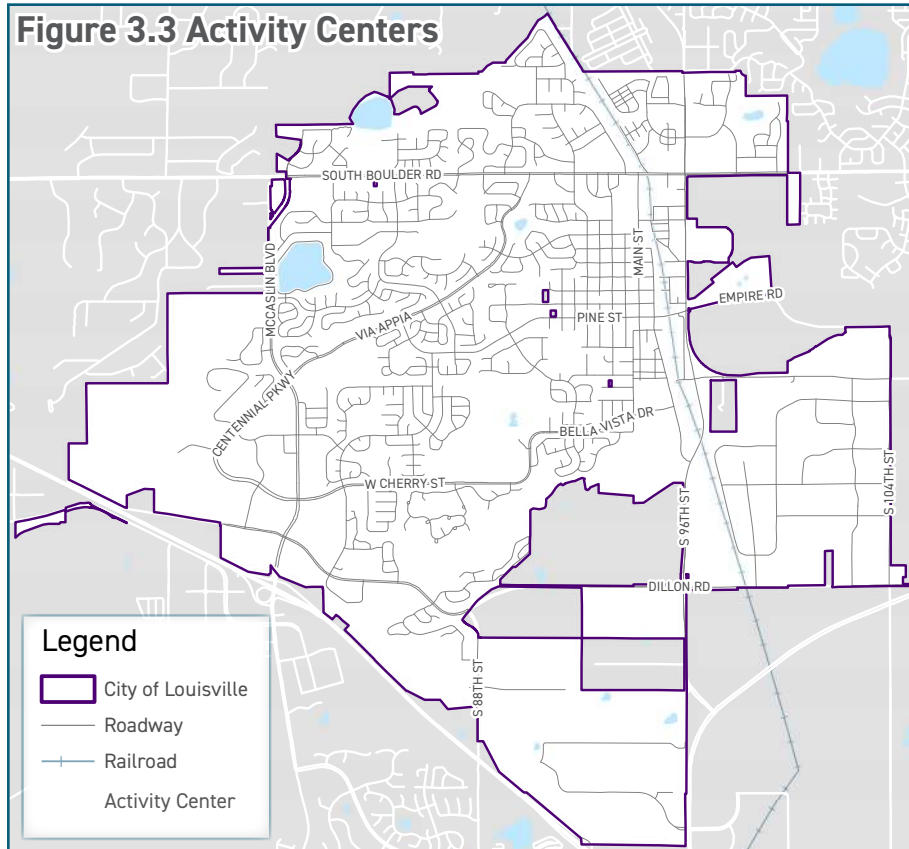 Figure 3.3 Activity Centers
SOUTH BOULDER RD
MCCASLIN BLVD
MAIN ST
EMPIRE RD
VIA APPIA
PINE ST
CENTENNIAL PKWY
BELLA VISTA DR
W CHERRY ST
S 104TH ST
S 96TH ST
DILLON RD
S 88TH ST
Legend
City of Louisville
Roadway
Railroad
Activity Center